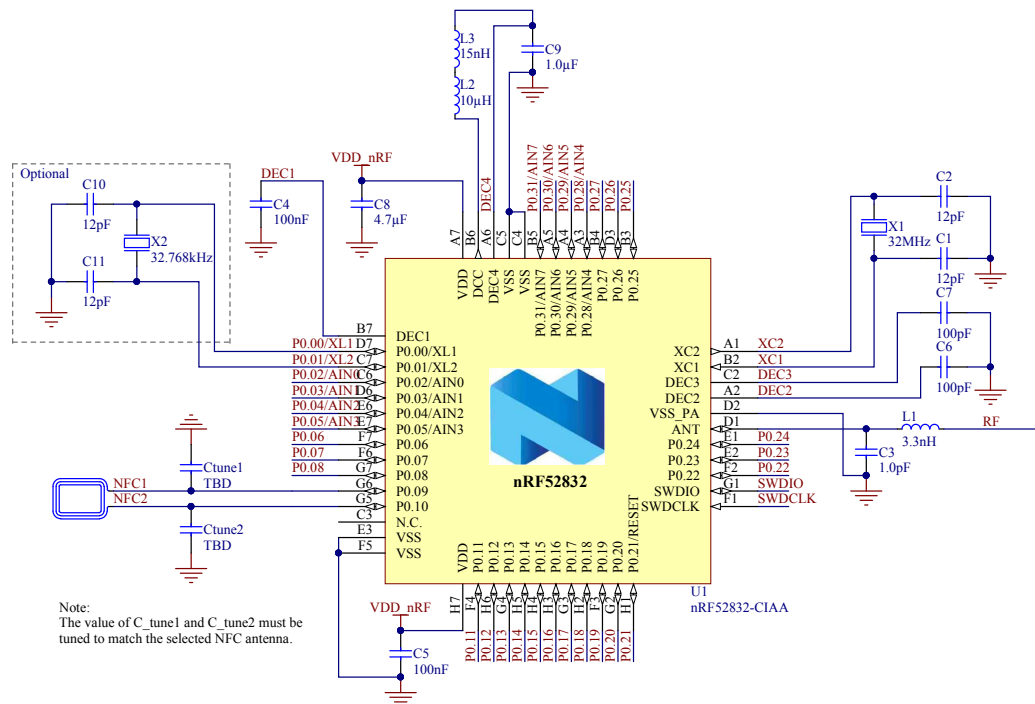 L3
15nH
L2
10µH
C9
1.0µF
Optional
C10
12pF
X2
32.768kHz
C11
12pF
DEC1
C4
100nF
VDD_nRF
C8
4.7µF
DEC4
P0.31/AIN7
P0.30/AIN6
P0.29/AIN5
P0.28/AIN4
P0.27
P0.26
P0.25
A7
B6
A6
C5
C4
B5
A5
A4
A3
B4
D3
B3
VDD
DCC
DEC4
VSS
VSS
P0.31/AIN7
P0.30/AIN6
P0.29/AIN5
P0.28/AIN4
P0.27
P0.26
P0.25
C2
12pF
X1
32MHz
C1
12pF
C7
100pF
C6
100pF
B7 DEC1
P0.00/XL1 D7 P0.00/XL1
P0.01/XL2 C7 P0.01/XL2
P0.02/AIN0 C6 P0.02/AIN0
P0.03/AIN1 D6 P0.03/AIN1
P0.04/AIN2 E6 P0.04/AIN2
P0.05/AIN3 E7 P0.05/AIN3
P0.06 F7 P0.06
P0.07 F6 P0.07
P0.08 G7 P0.08
NFC1 G6 P0.09
NFC2 G5 P0.10
C3 N.C.
E3 VSS
F5 VSS
Ctune1
TBD
Ctune2
TBD
nRF52832
XC2 A1 XC2
XC1 B2 XC1
DEC3 C2 DEC3
DEC2 A2 DEC2
VSS_PA D2
ANT D1
P0.24 E1 P0.24
P0.23 E2 P0.23
P0.22 F2 P0.22
SWDIO G1 SWDIO
SWDCLK F1 SWDCLK
L1
3.3nH
RF
C3
1.0pF
VDD
P0.11
P0.12
P0.13
P0.14
P0.15
P0.16
P0.17
P0.18
P0.19
P0.20
P0.21/RESET
H7
F4
H6
G4
H5
H4
H3
G3
H2
F3
G2
H1
P0.11
P0.12
P0.13
P0.14
P0.15
P0.16
P0.17
P0.18
P0.19
P0.20
P0.21
U1
nRF52832-CIAA
VDD_nRF
C5
100nF
Note:
The value of C_tune1 and C_tune2 must be
tuned to match the selected NFC antenna.